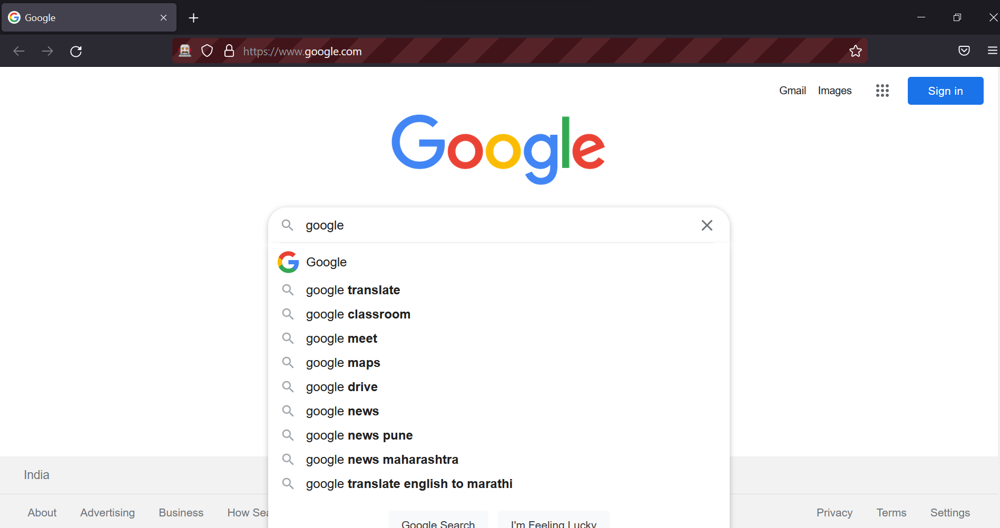 Google
https://www.google.com
Gmail Images Sign in
Google
google
Google
google translate
google classroom
google meet
google maps
google drive
google news
google news pune
google news maharashtra
google translate english to marathi
Google Search I'm Feeling Lucky
India
About Advertising Business How Sea
Privacy Terms Settings